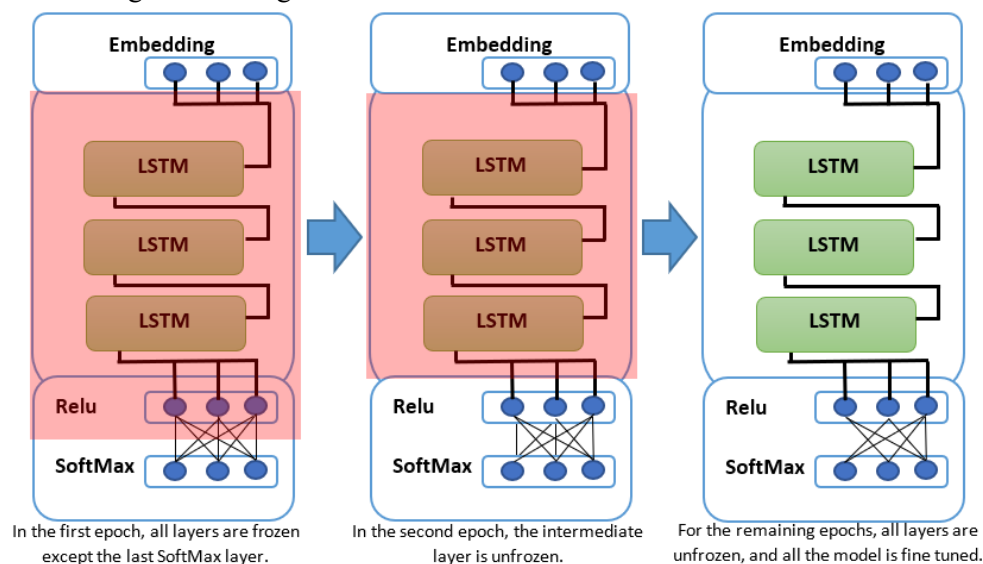 Embedding
LSTM
LSTM
LSTM
Relu
SoftMax
In the first epoch, all layers are frozen
except the last SoftMax layer.
Embedding
LSTM
LSTM
LSTM
Relu
SoftMax
In the second epoch, the intermediate
layer is unfrozen.
Embedding
LSTM
LSTM
LSTM
Relu
SoftMax
For the remaining epochs, all layers are
unfrozen, and all the model is fine tuned.